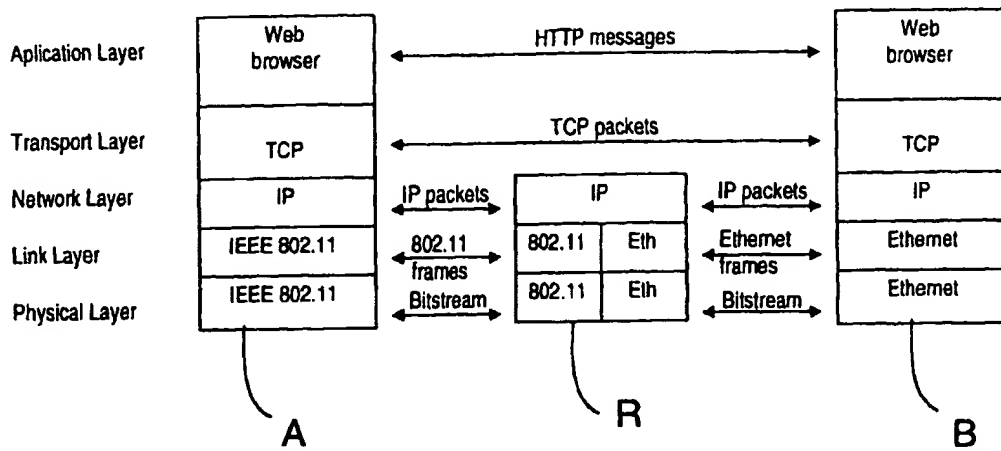 Aplication Layer
Web
browser
HTTP messages
Web
browser
Transport Layer
TCP
TCP packets
TCP
Network Layer
IP
IP packets
IP
IP packets
IP
Link Layer
IEEE 802.11
802.11
frames
802.11
Eth
Ethernet
frames
Ethernet
Physical Layer
IEEE 802.11
Bitstream
802.11
Eth
Bitstream
Ethernet
A
R
B